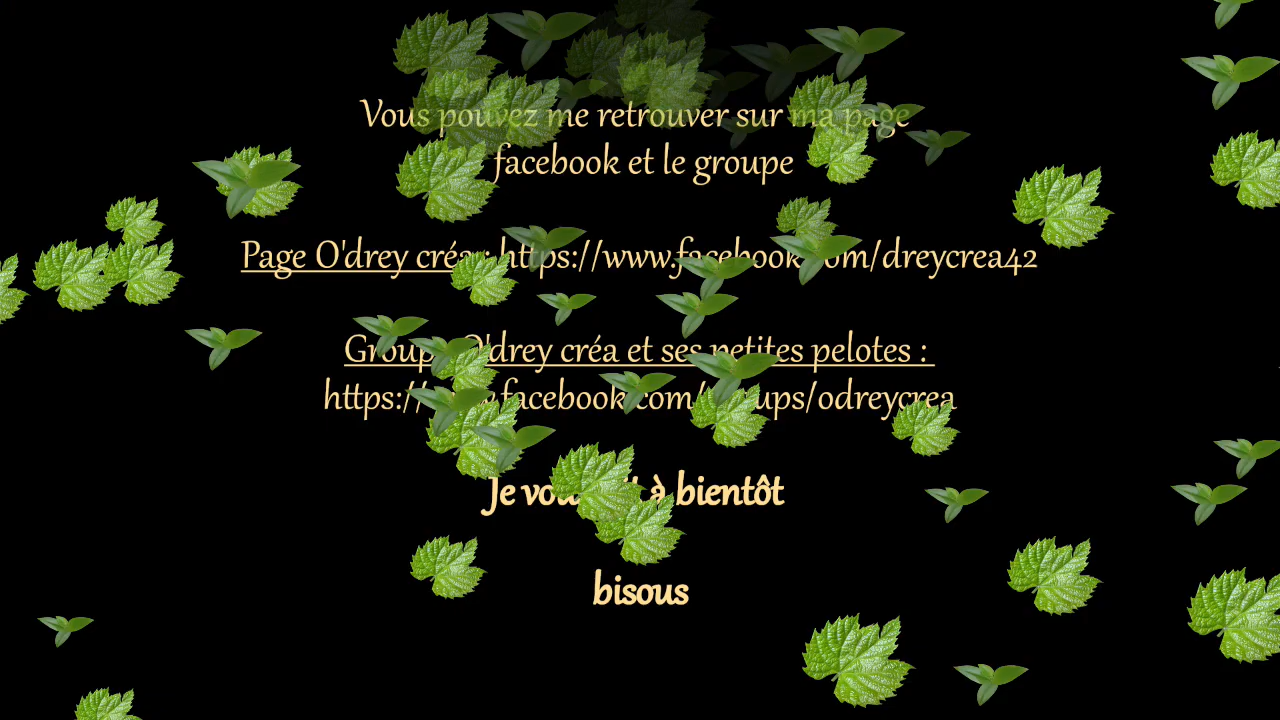 Vous pouvez me retrouver sur ma page
facebook et le groupe
Page O'drey créa : https://www.facebook.com/dreycrea42
Groupe O'drey créa et ses petites pelotes :
https://www.facebook.com/groups/odreycrea
Je vous dit à bientôt
bisous